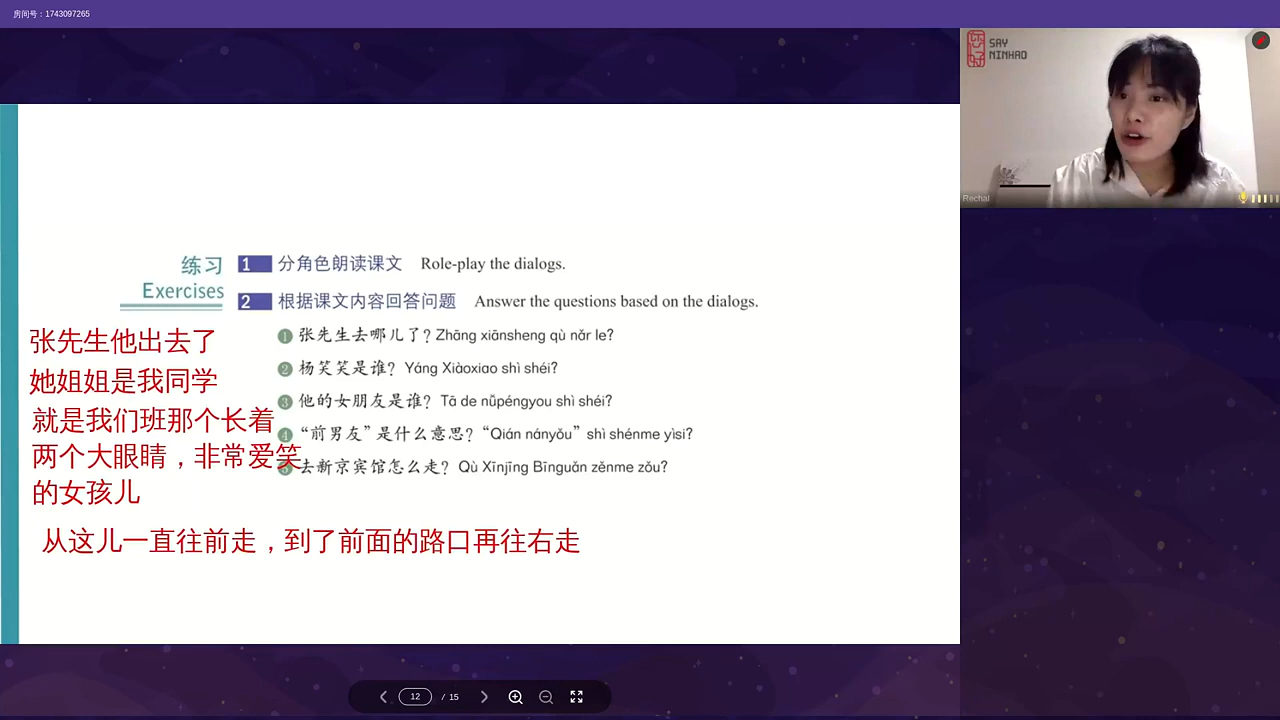 房间号：1743097265
SAY
NINHAO
Rechal
练习
Exercises
1 分角色朗读课文 Role-play the dialogs.
2 根据课文内容回答问题 Answer the questions based on the dialogs.
1 张先生去哪儿了？Zhāng xiānsheng qù nǎr le?
2 杨笑笑是谁？Yáng Xiàoxiao shì shéi?
3 他的女朋友是谁？Tā de nǚpéngyou shì shéi?
4 “前男友”是什么意思？“Qián nányǒu” shì shénme yìsi?
去新京宾馆怎么走？Qù Xīnjīng Bīnguǎn zěnme zǒu?
张先生他出去了
她姐姐是我同学
就是我们班那个长着
两个大眼睛，非常爱笑
的女孩儿
从这儿一直往前走，到了前面的路口再往右走
12 / 15